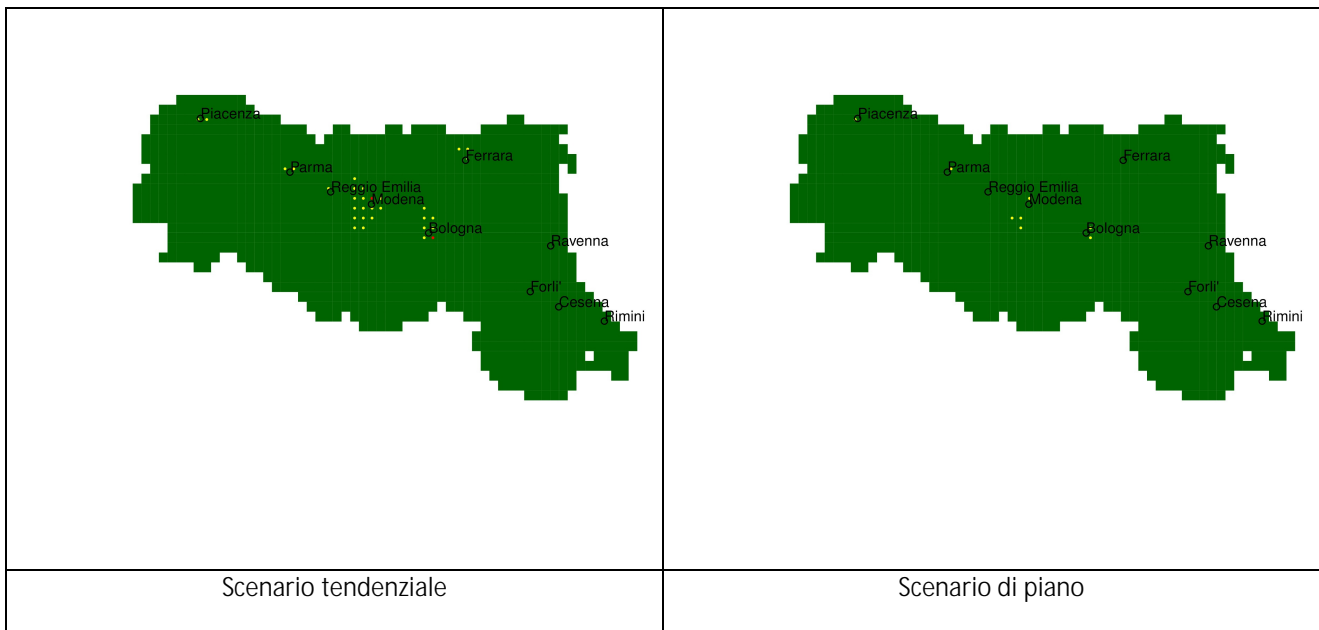 Piacenza
Parma
Reggio Emilia
Modena
Ferrara
Bologna
Ravenna
Forli'
Cesena
Rimini
Piacenza
Parma
Reggio Emilia
Modena
Ferrara
Bologna
Ravenna
Forli'
Cesena
Rimini
Scenario tendenziale
Scenario di piano